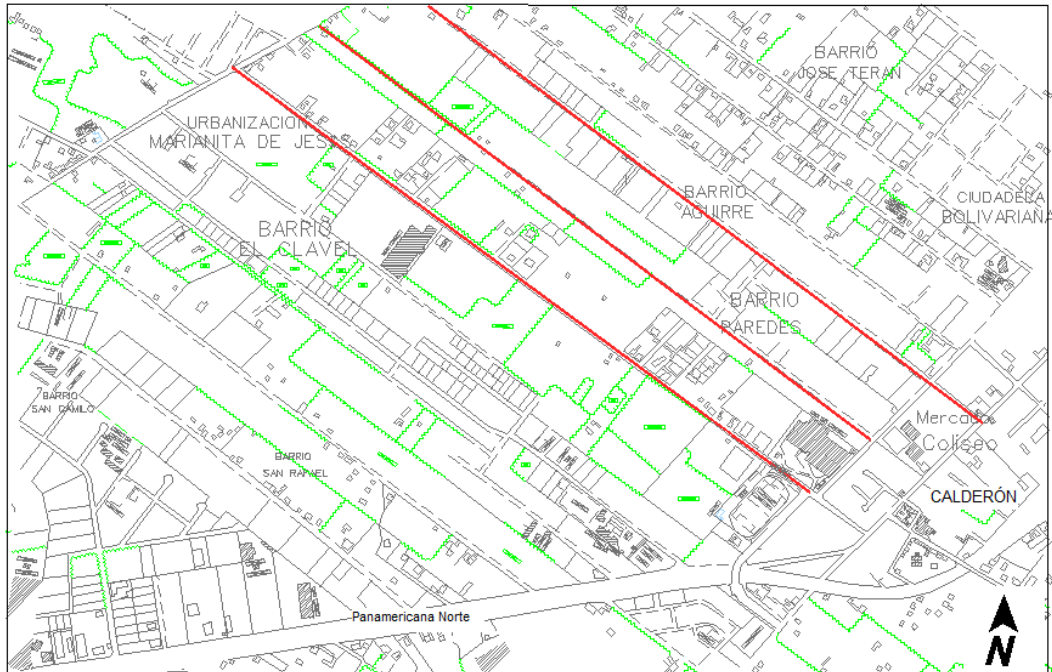 BARRIO
JOSE TERAN
URBANIZACION
MARIANITA DE JESUS
BARRIO
AGUIRRE
CIUDADELA
BOLIVARIANA
BARRIO
EL CLAVEL
BARRIO
PAREDES
BARRIO
SAN CAMILO
Mercado
Coliseo
BARRIO
SAN RAFAEL
CALDERÓN
Panamericana Norte
N